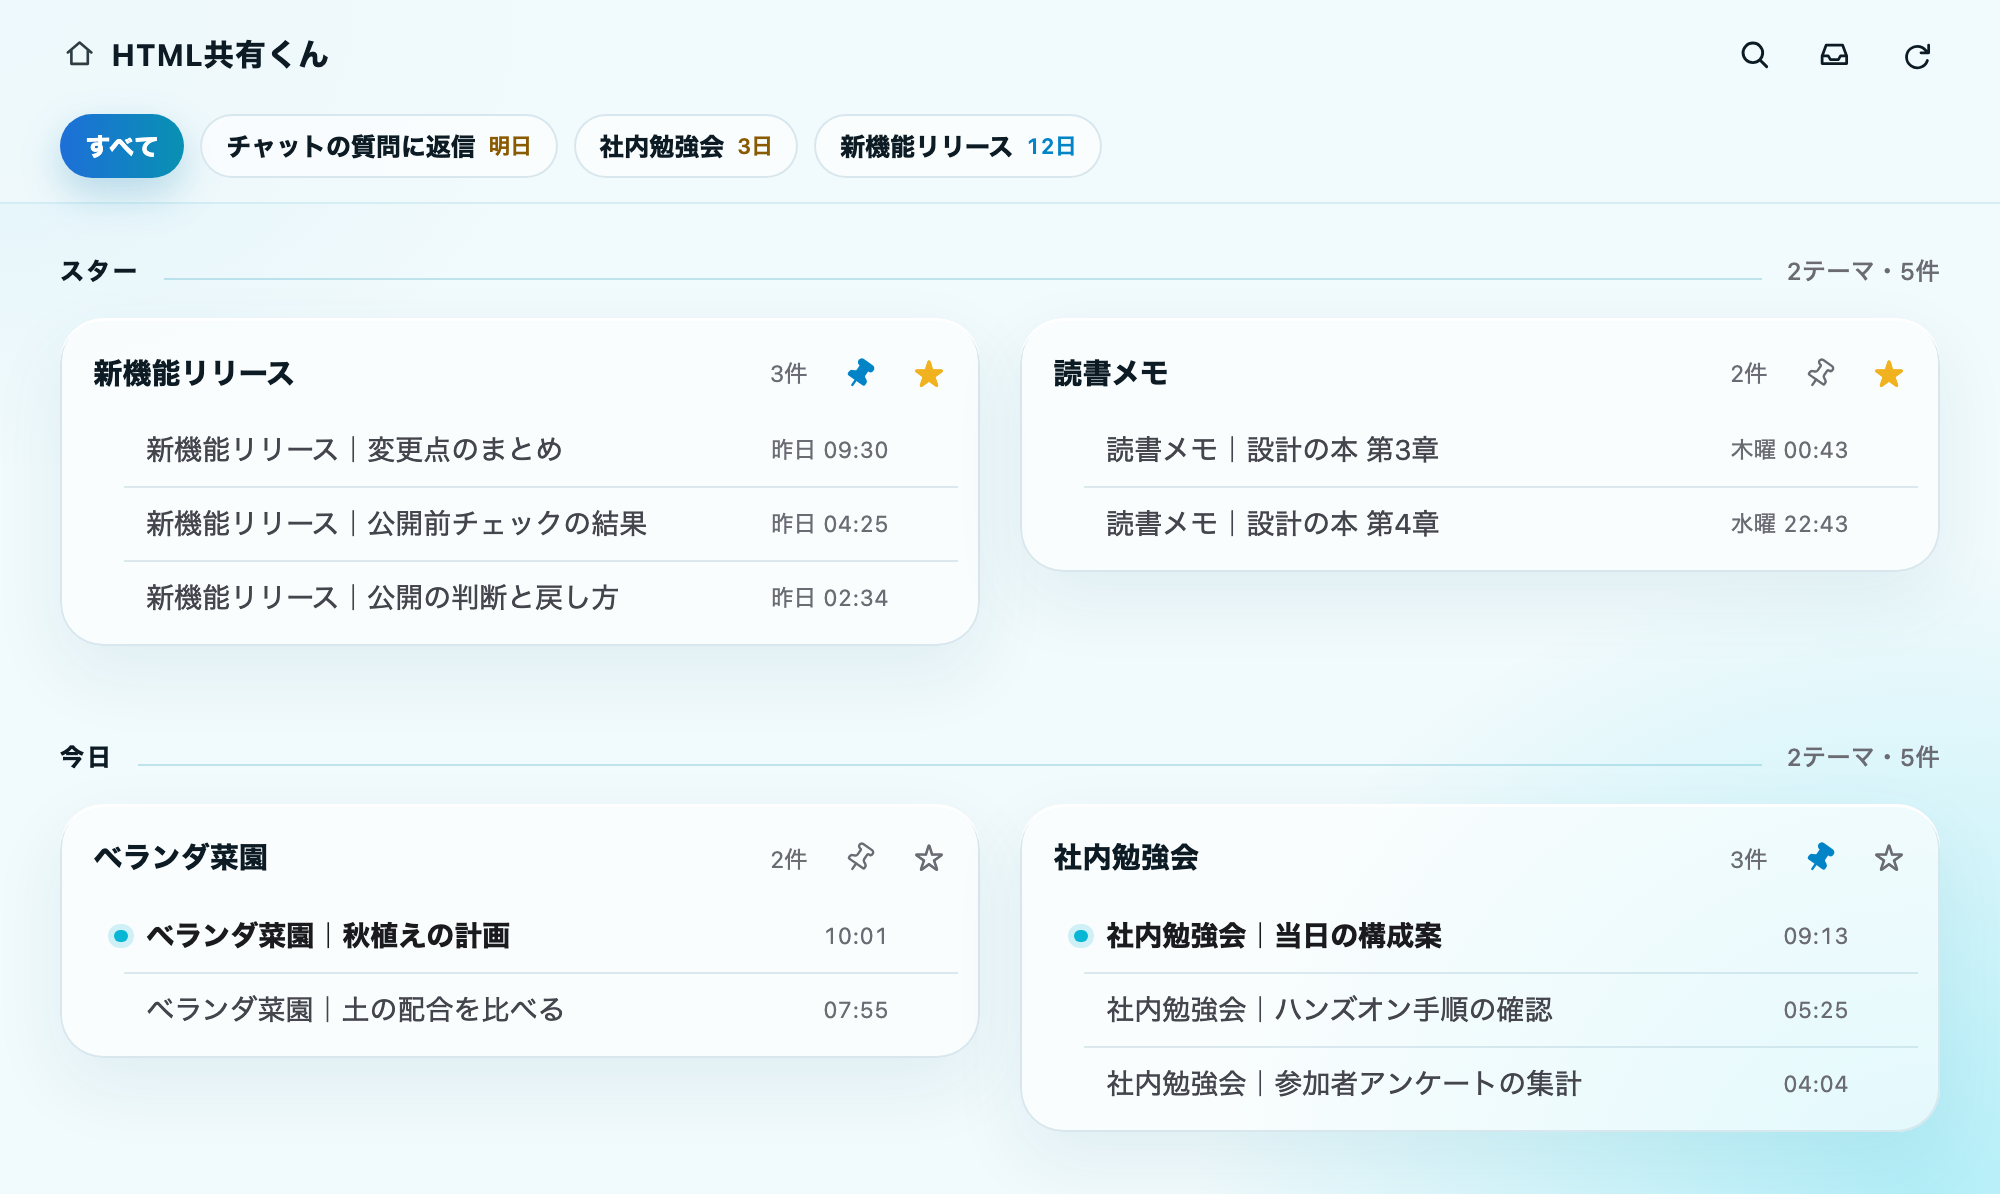 HTML共有くん
すべて
チャットの質問に返信 明日
社内勉強会 3日
新機能リリース 12日
スター
2テーマ・5件
新機能リリース
3件
新機能リリース｜変更点のまとめ
昨日 09:30
新機能リリース｜公開前チェックの結果
昨日 04:25
新機能リリース｜公開の判断と戻し方
昨日 02:34
読書メモ
2件
読書メモ｜設計の本 第3章
木曜 00:43
読書メモ｜設計の本 第4章
水曜 22:43
今日
2テーマ・5件
ベランダ菜園
2件
ベランダ菜園｜秋植えの計画
10:01
ベランダ菜園｜土の配合を比べる
07:55
社内勉強会
3件
社内勉強会｜当日の構成案
09:13
社内勉強会｜ハンズオン手順の確認
05:25
社内勉強会｜参加者アンケートの集計
04:04